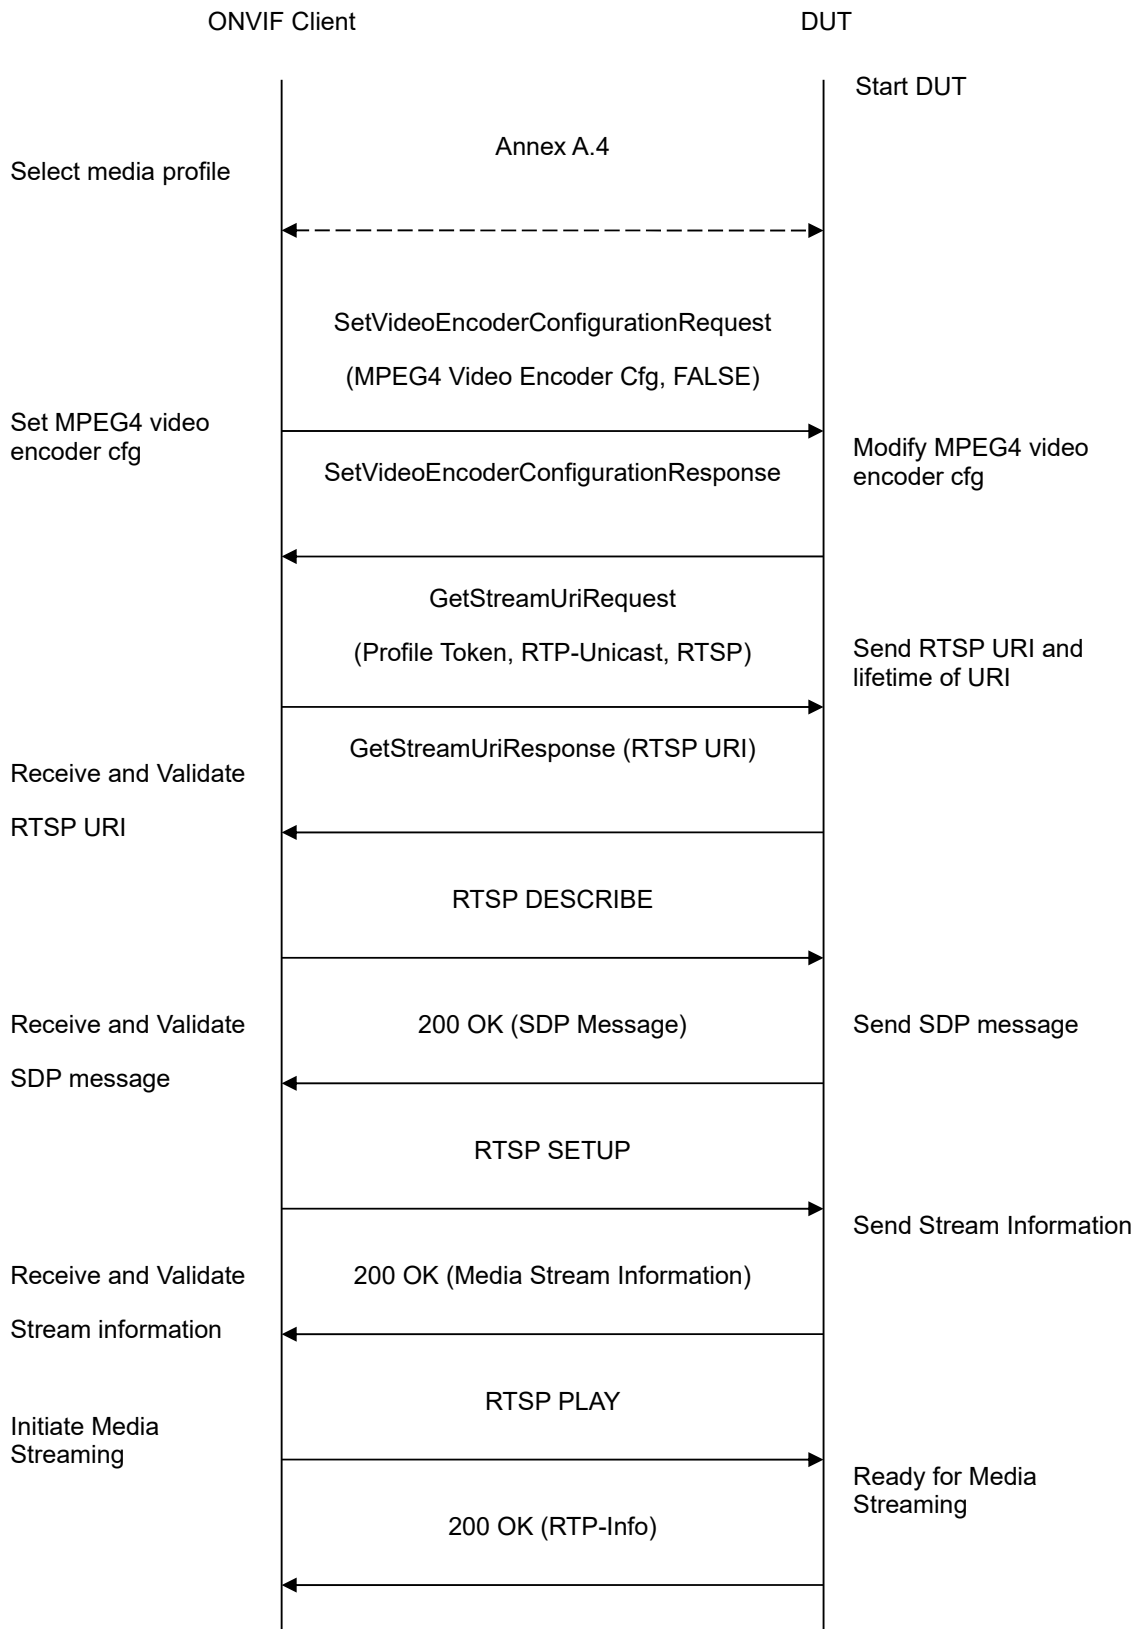 ONVIF Client
DUT
Start DUT
Annex A.4
Select media profile
SetVideoEncoderConfigurationRequest
(MPEG4 Video Encoder Cfg, FALSE)
Set MPEG4 video
encoder cfg
Modify MPEG4 video
encoder cfg
SetVideoEncoderConfigurationResponse
GetStreamUriRequest
(Profile Token, RTP-Unicast, RTSP)
Send RTSP URI and
lifetime of URI
GetStreamUriResponse (RTSP URI)
Receive and Validate
RTSP URI
RTSP DESCRIBE
Receive and Validate
SDP message
200 OK (SDP Message)
Send SDP message
RTSP SETUP
Send Stream Information
Receive and Validate
Stream information
200 OK (Media Stream Information)
RTSP PLAY
Initiate Media
Streaming
Ready for Media
Streaming
200 OK (RTP-Info)